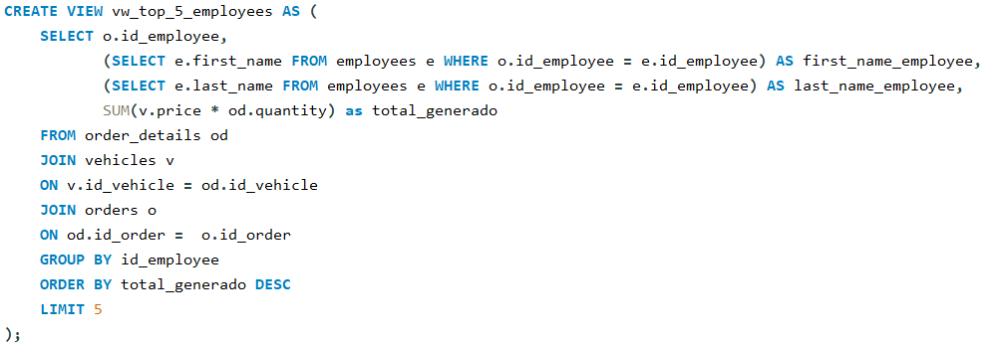 CREATE VIEW vw_top_5_employees AS (
SELECT o.id_employee,
(SELECT e.first_name FROM employees e WHERE o.id_employee = e.id_employee) AS first_name_employee,
(SELECT e.last_name FROM employees e WHERE o.id_employee = e.id_employee) AS last_name_employee,
SUM(v.price * od.quantity) as total_generado
FROM order_details od
JOIN vehicles v
ON v.id_vehicle = od.id_vehicle
JOIN orders o
ON od.id_order =  o.id_order
GROUP BY id_employee
ORDER BY total_generado DESC
LIMIT 5
);